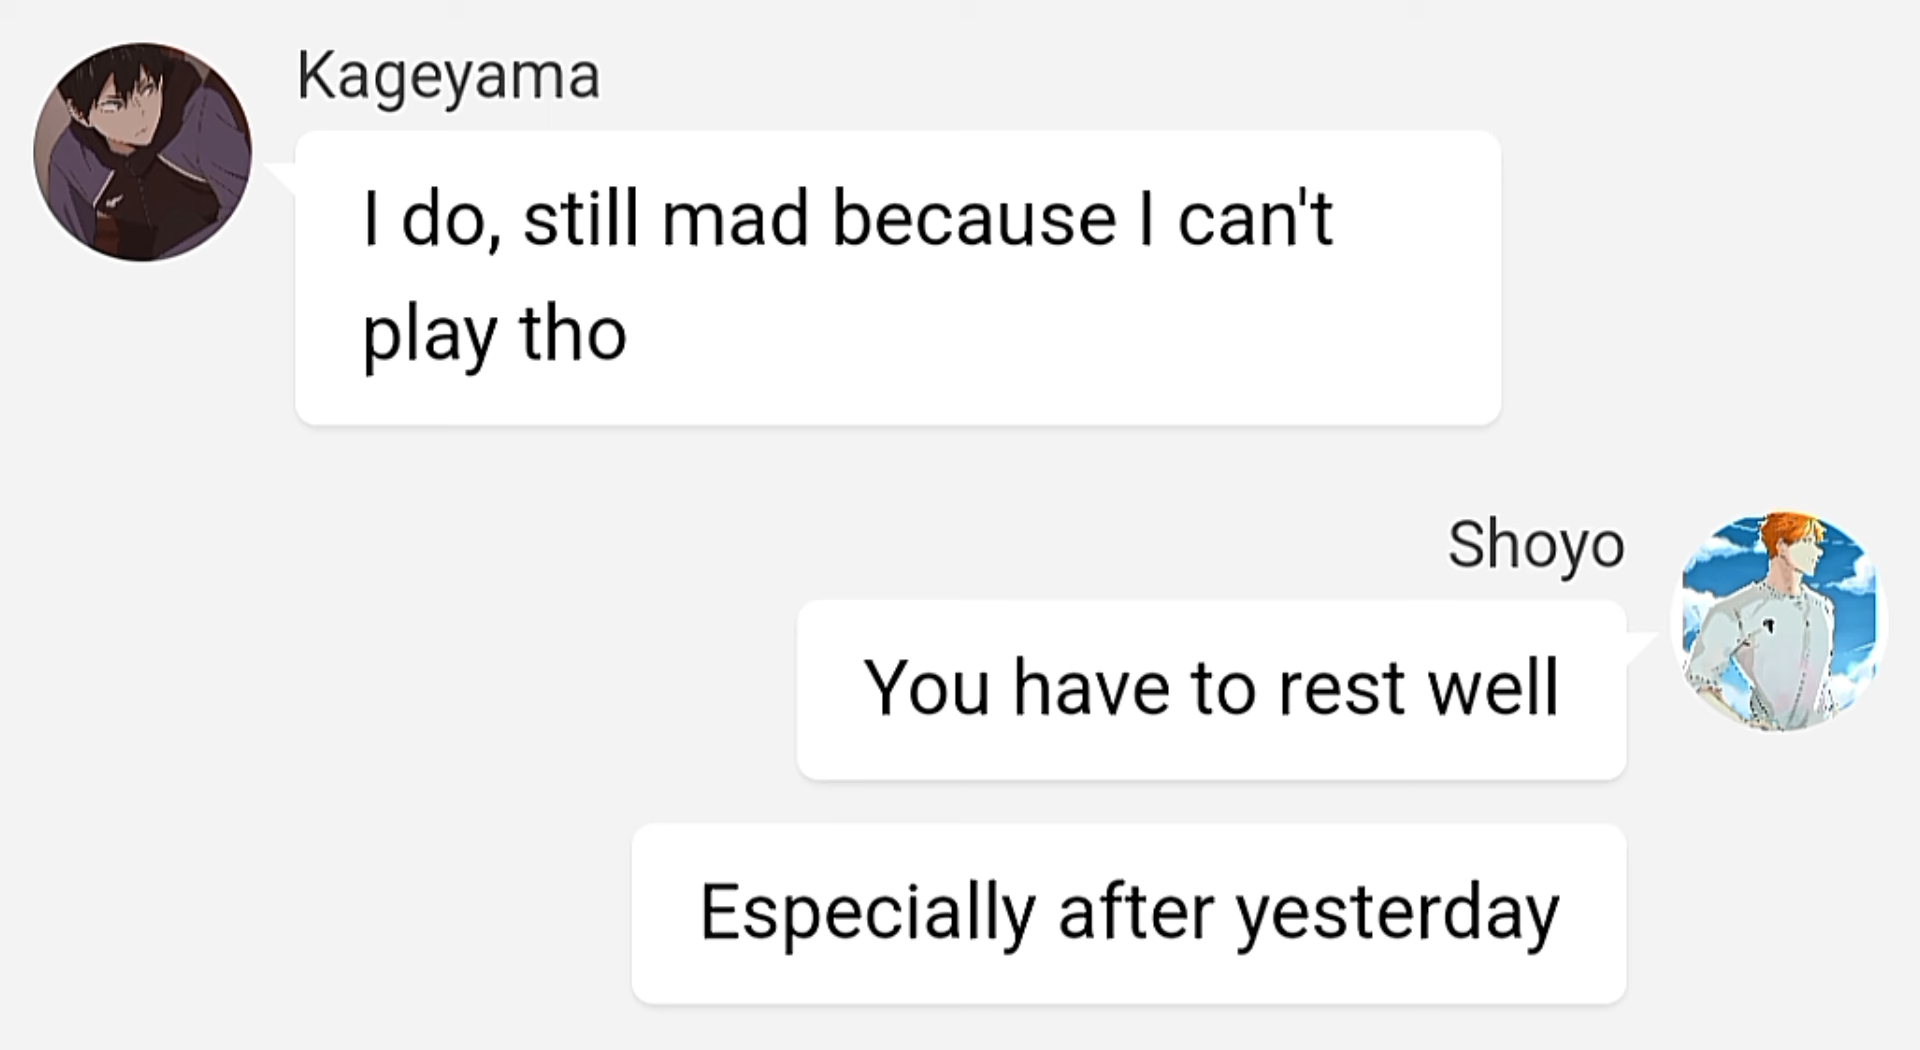 Kageyama
I do, still mad because I can't
play tho
Shoyo
You have to rest well
Especially after yesterday